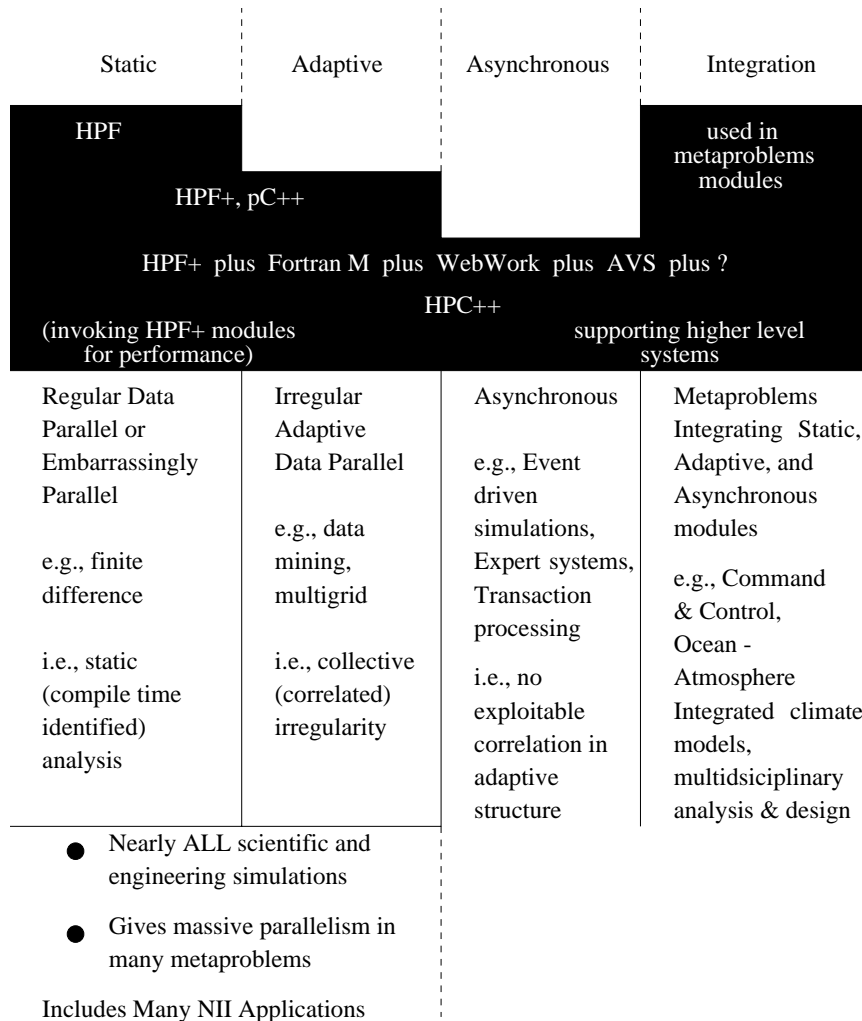 Static
Adaptive
Asynchronous
Integration
HPF
used in
metaproblems
modules
HPF+, pC++
HPF+ plus Fortran M plus WebWork plus AVS plus ?
HPC++
(invoking HPF+ modules
for performance)
supporting higher level
systems
Regular Data
Parallel or
Embarrassingly
Parallel
e.g., finite
difference
i.e., static
(compile time
identified)
analysis
Irregular
Adaptive
Data Parallel
e.g., data
mining,
multigrid
i.e., collective
(correlated)
irregularity
Asynchronous
e.g., Event
driven
simulations,
Expert systems,
Transaction
processing
i.e., no
exploitable
correlation in
adaptive
structure
Metaproblems
Integrating Static,
Adaptive, and
Asynchronous
modules
e.g., Command
& Control,
Ocean -
Atmosphere
Integrated climate
models,
multidsiciplinary
analysis & design
● Nearly ALL scientific and
engineering simulations
● Gives massive parallelism in
many metaproblems
Includes Many NII Applications